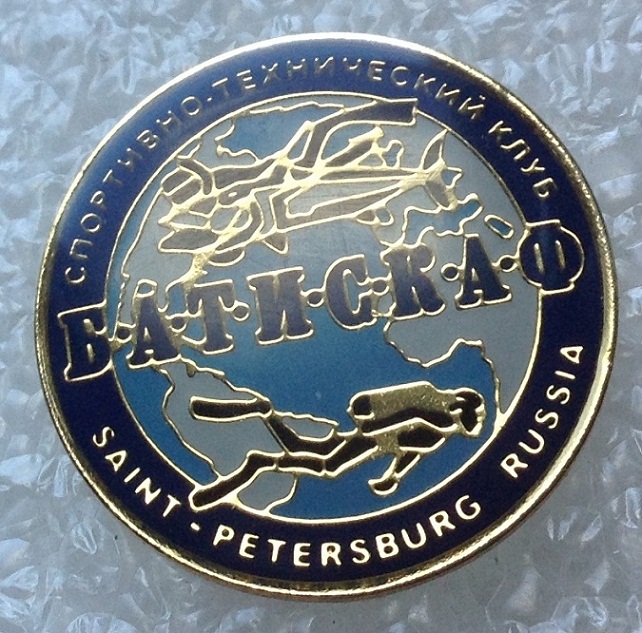 СПОРТИВНО-ТЕХНИЧЕСКИЙ КЛУБ
Б·А·Т·И·С·К·А·Ф
SAINT-PETERSBURG RUSSIA